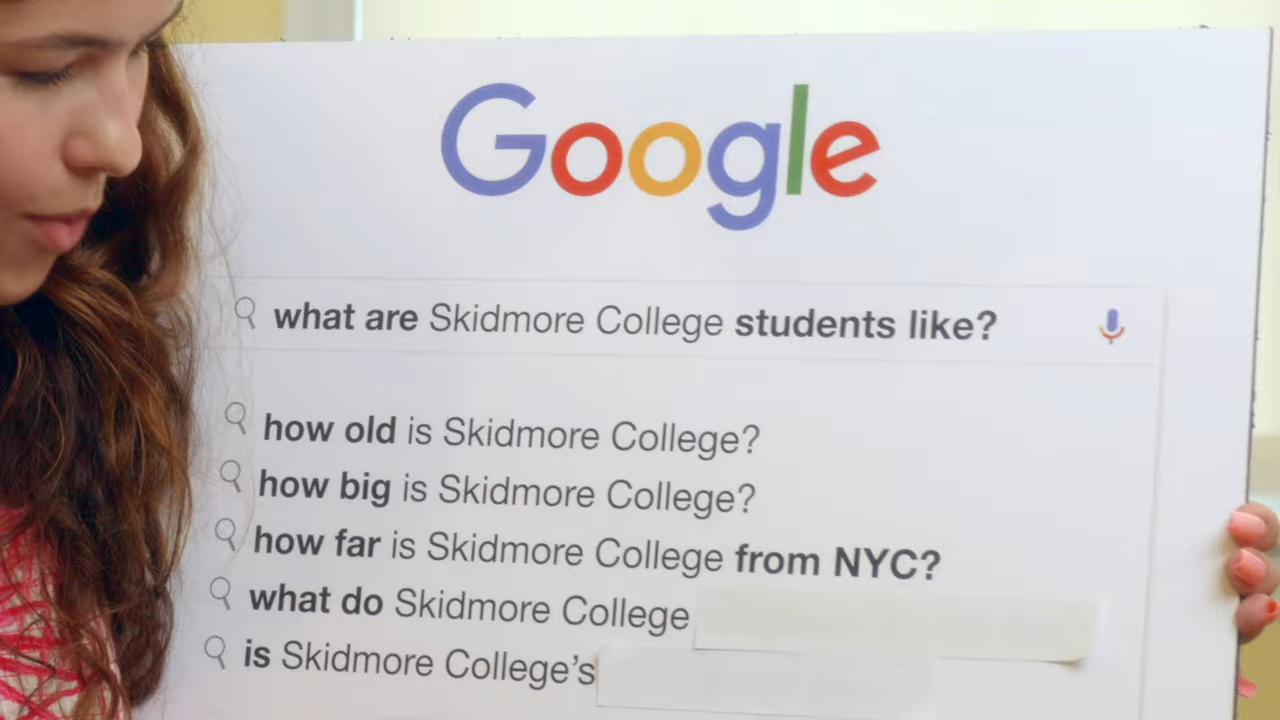 Google
what are Skidmore College students like?
how old is Skidmore College?
how big is Skidmore College?
how far is Skidmore College from NYC?
what do Skidmore College
is Skidmore College's